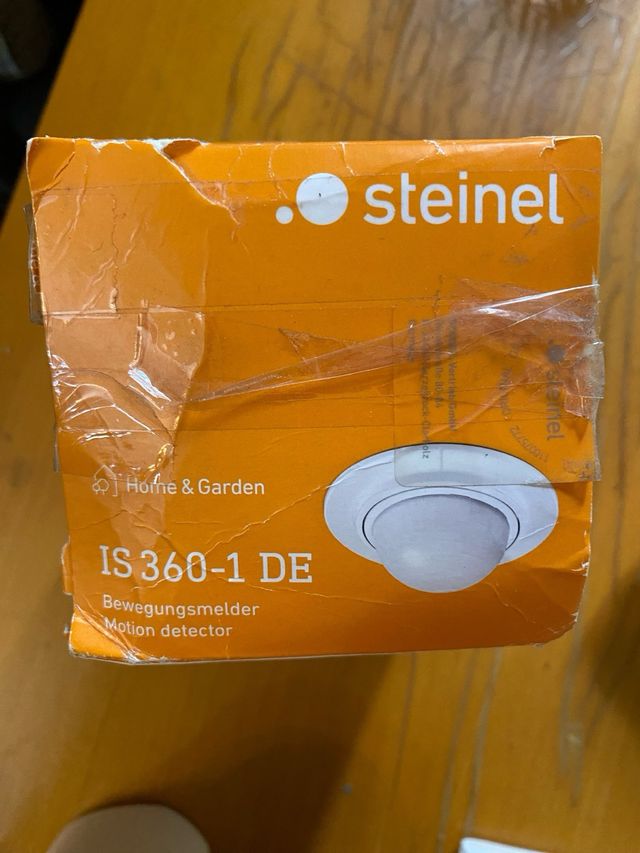 steinel
steinel
Home & Garden
IS 360-1 DE
Bewegungsmelder
Motion detector